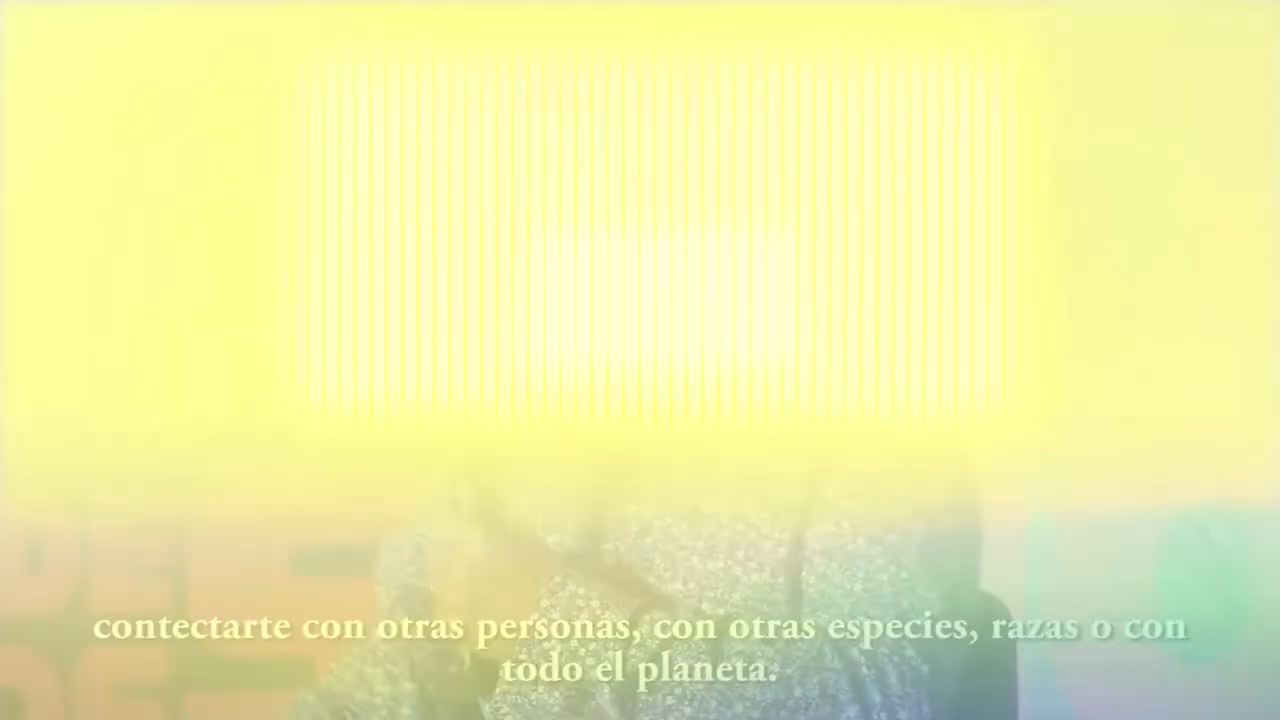 contectarte con otras personas, con otras especies, razas o con
todo el planeta.